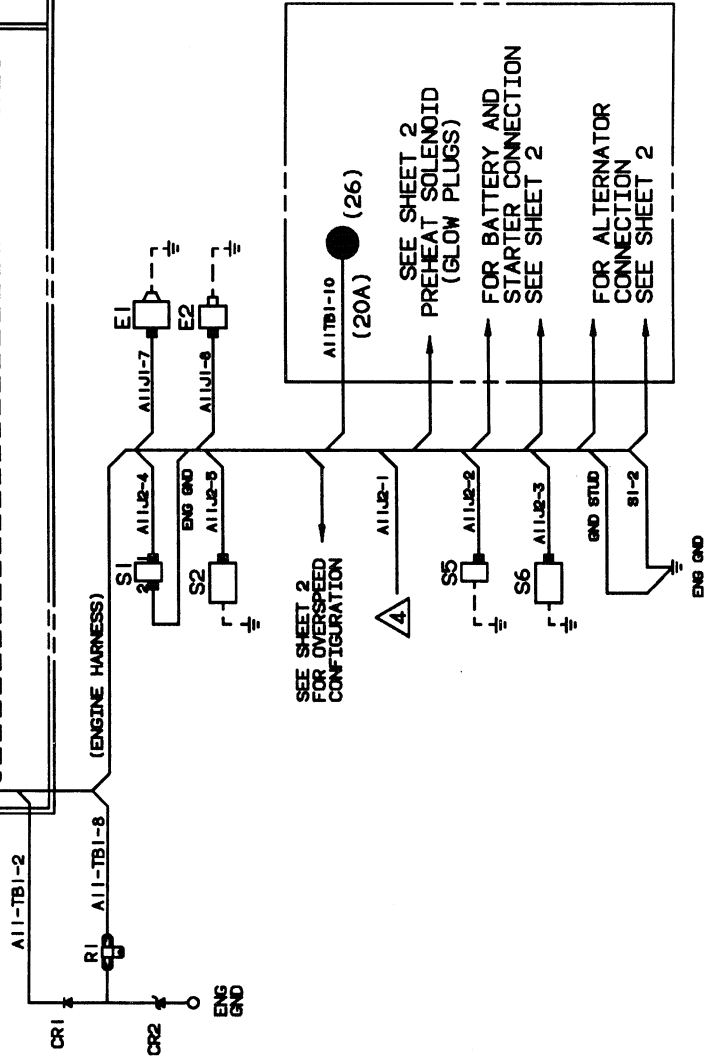 A11-TB1-2
A11-TB1-8
R1
CR1
CR2
ENG
GND
(ENGINE HARNESS)
E1
A11J1-7
E2
A11J1-6
S1
1
2
A11J2-4
ENG GND
S2
A11J2-5
SEE SHEET 2
FOR OVERSPEED
CONFIGURATION
4
A11J2-1
S5
A11J2-2
S6
A11J2-3
GND STUD
S1-2
ENG GND
A11TB1-10
(20A)
(26)
SEE SHEET 2
PREHEAT SOLENOID
(GLOW PLUGS)
FOR BATTERY AND
STARTER CONNECTION
SEE SHEET 2
FOR ALTERNATOR
CONNECTION
SEE SHEET 2